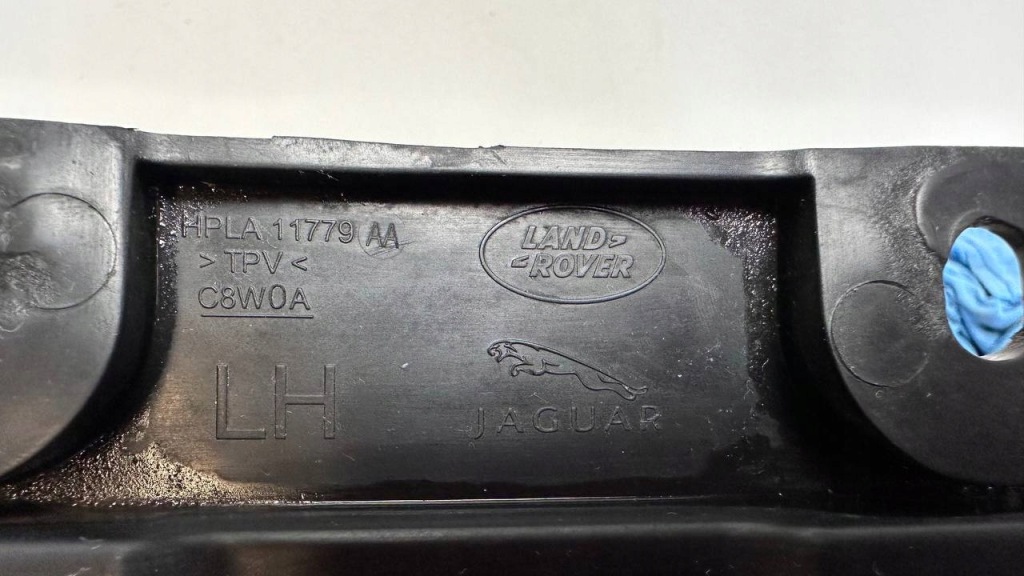 HPLA 11779 AA
> TPV <
C8W0A
LH
LAND
ROVER
JAGUAR